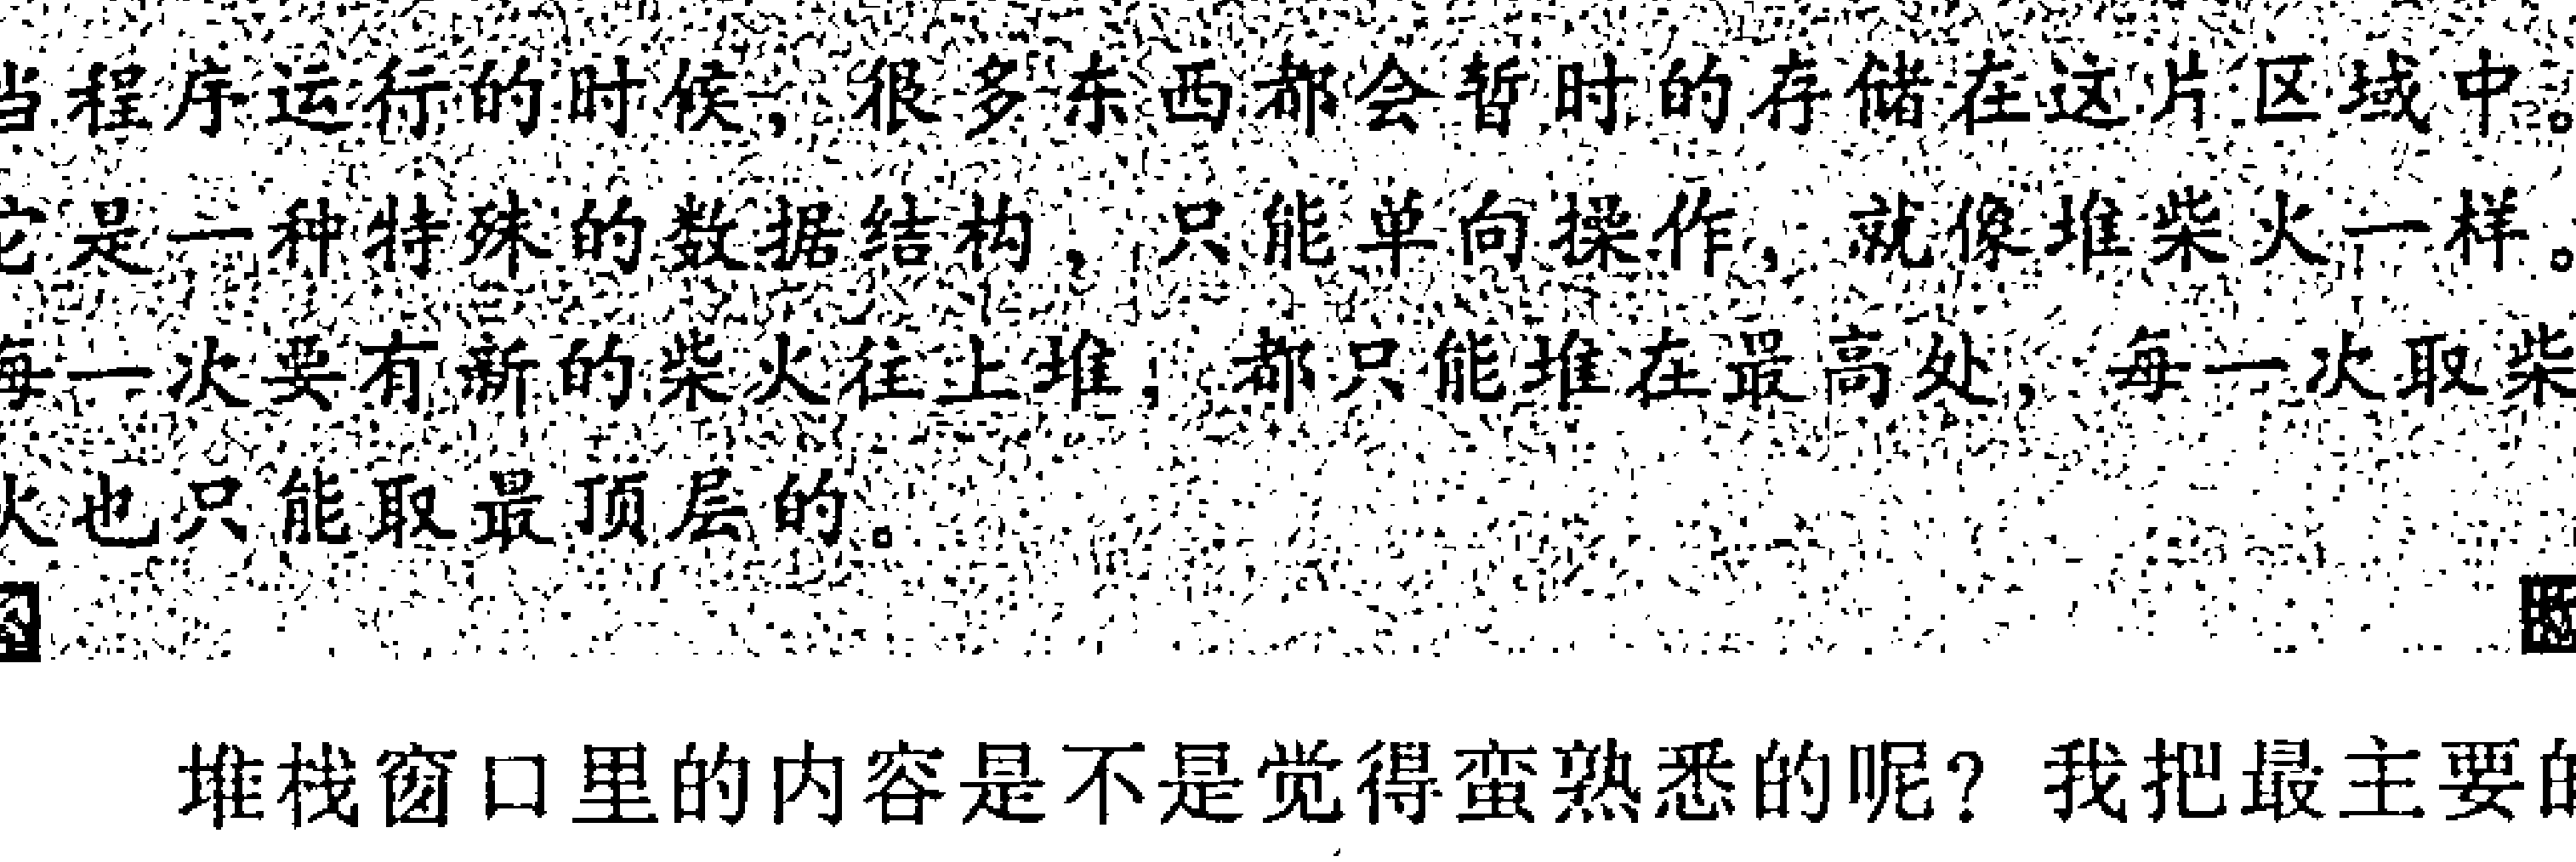 当程序运行的时候，很多东西都会暂时的存储在这片区域中。
它是一种特殊的数据结构，只能单向操作，就像堆柴火一样。
每一次要有新的柴火往上堆，都只能堆在最高处，每一次取柴
火也只能取最顶层的。
堆栈窗口里的内容是不是觉得蛮熟悉的呢？我把最主要的